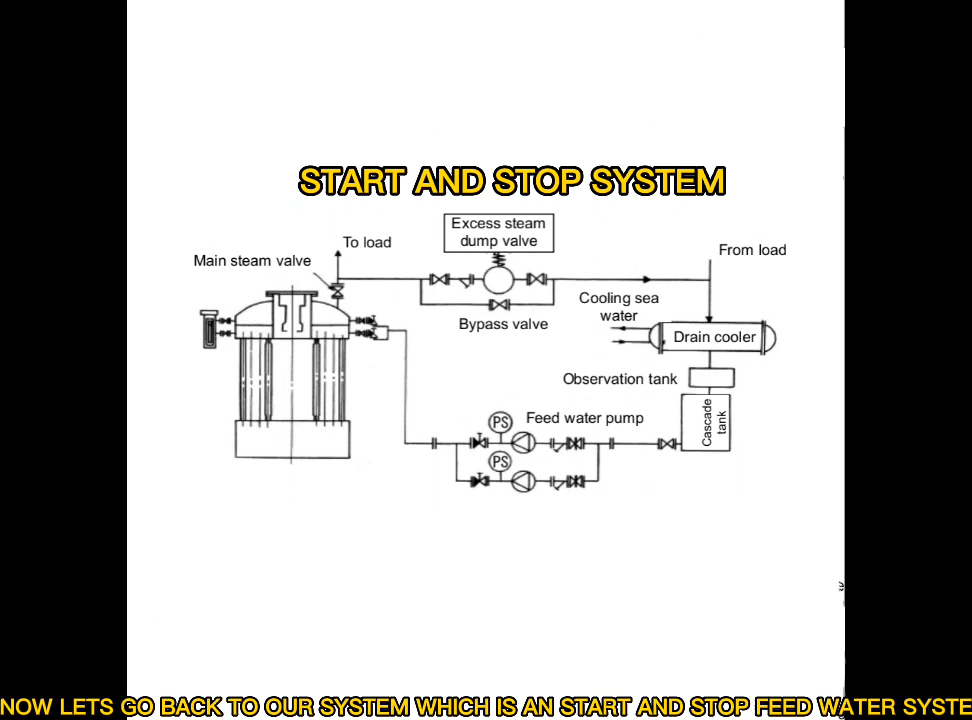 START AND STOP SYSTEM
Excess steam
dump valve
To load
From load
Main steam valve
Cooling sea
water
Bypass valve
Drain cooler
Observation tank
Cascade
tank
Feed water pump
PS
PS
NOW LETS GO BACK TO OUR SYSTEM WHICH IS AN START AND STOP FEED WATER SYSTE